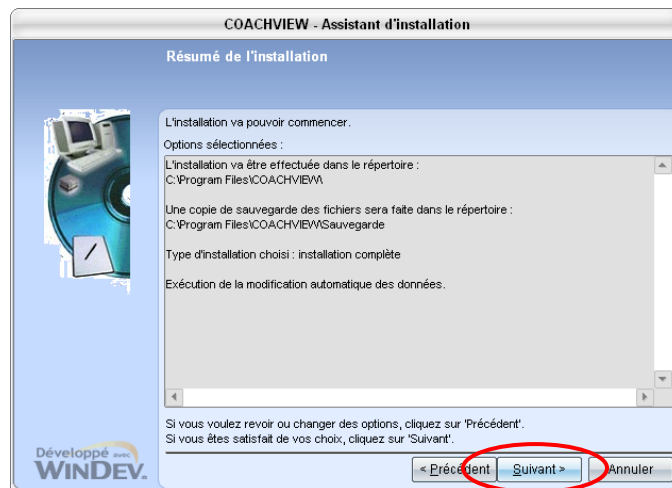 COACHVIEW - Assistant d'installation
Résumé de l'installation
L'installation va pouvoir commencer.
Options sélectionnées :
L'installation va être effectuée dans le répertoire :
C:\Program Files\COACHVIEW\
Une copie de sauvegarde des fichiers sera faite dans le répertoire :
C:\Program Files\COACHVIEW\Sauvegarde
Type d'installation choisi : installation complète
Exécution de la modification automatique des données.
Si vous voulez revoir ou changer des options, cliquez sur 'Précédent'.
Si vous êtes satisfait de vos choix, cliquez sur 'Suivant'.
Développé avec
WINDEV.
< Précédent Suivant > Annuler